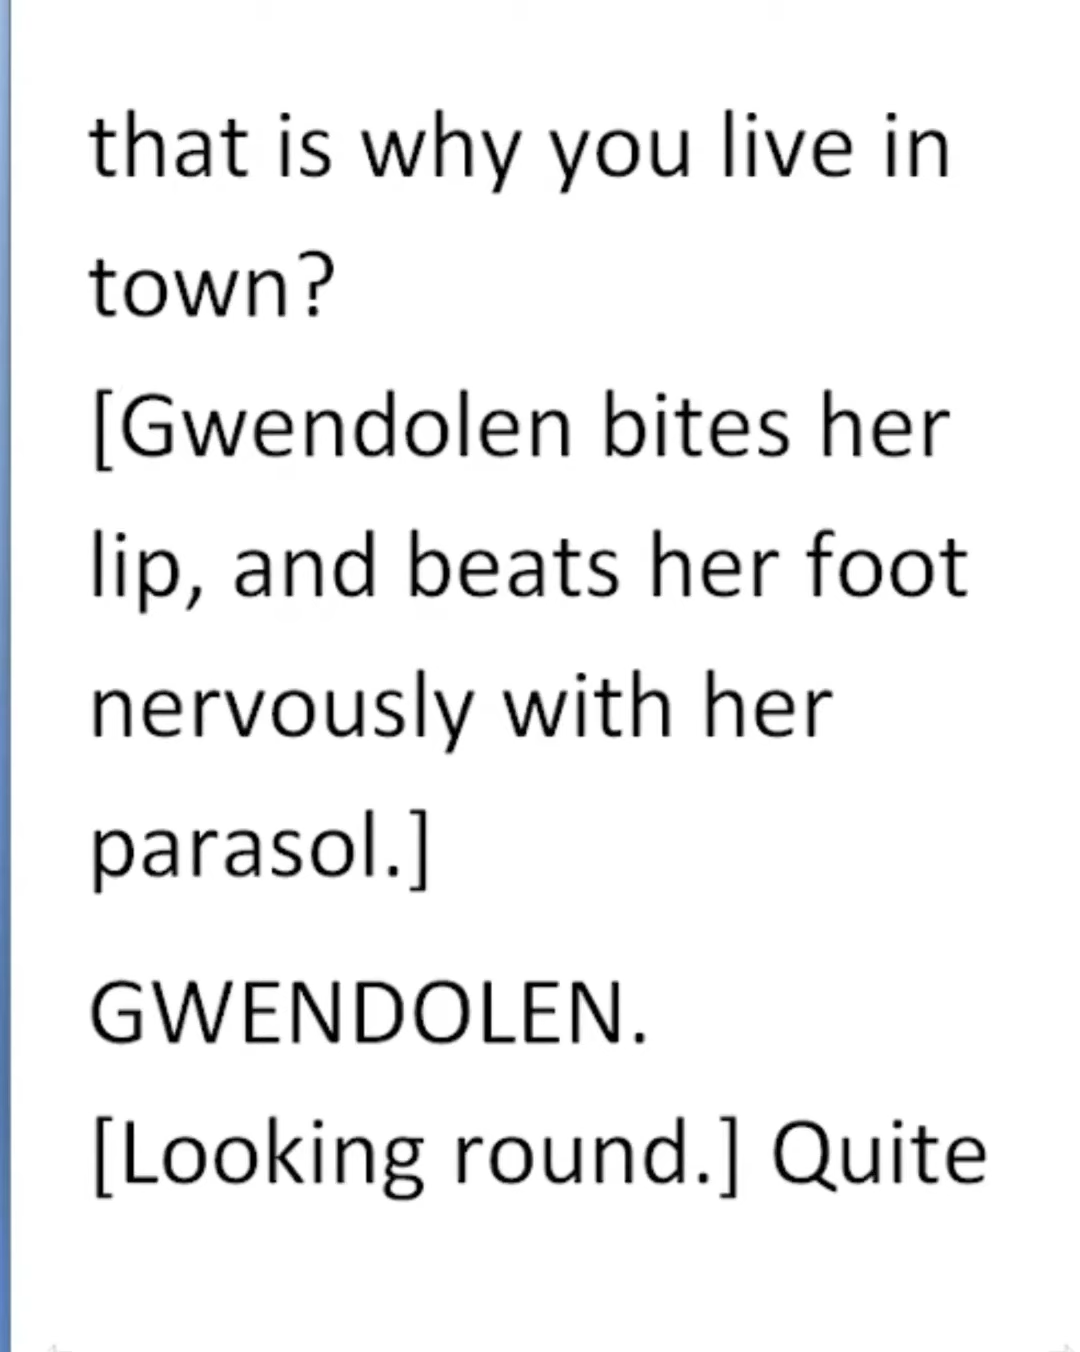 that is why you live in
town?
[Gwendolen bites her
lip, and beats her foot
nervously with her
parasol.]
GWENDOLEN.
[Looking round.] Quite